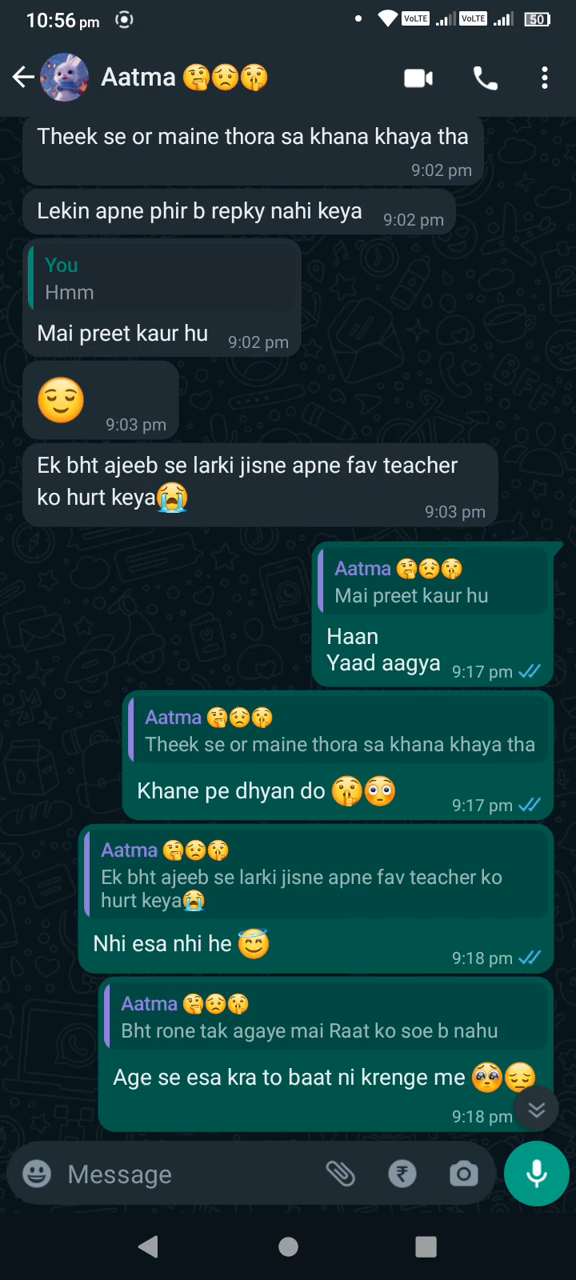 10:56 pm
VoLTE VoLTE 50
Aatma 🤔😟🤫
Theek se or maine thora sa khana khaya tha
9:02 pm
Lekin apne phir b repky nahi keya 9:02 pm
You
Hmm
Mai preet kaur hu 9:02 pm
😌
9:03 pm
Ek bht ajeeb se larki jisne apne fav teacher
ko hurt keya😭
9:03 pm
Aatma 🤔😟🤫
Mai preet kaur hu
Haan
Yaad aagya 9:17 pm
Aatma 🤔😟🤫
Theek se or maine thora sa khana khaya tha
Khane pe dhyan do 🤫😳
9:17 pm
Aatma 🤔😟🤫
Ek bht ajeeb se larki jisne apne fav teacher ko
hurt keya😭
Nhi esa nhi he 😇
9:18 pm
Aatma 🤔😟🤫
Bht rone tak agaye mai Raat ko soe b nahu
Age se esa kra to baat ni krenge me 🥺😔
9:18 pm
Message